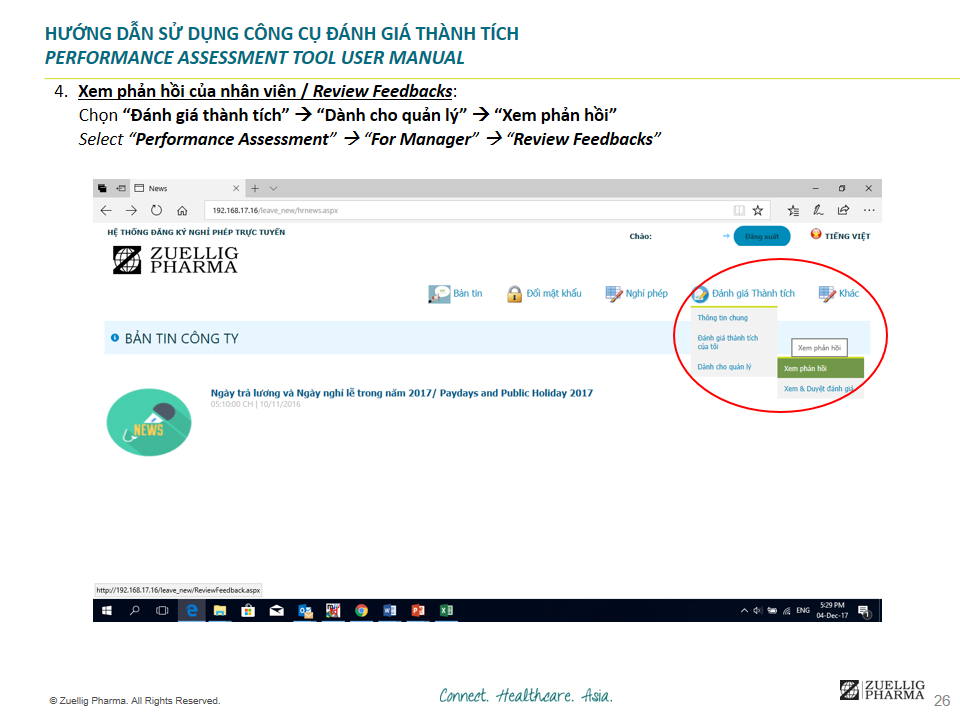 HƯỚNG DẪN SỬ DỤNG CÔNG CỤ ĐÁNH GIÁ THÀNH TÍCH
PERFORMANCE ASSESSMENT TOOL USER MANUAL
4. Xem phản hồi của nhân viên / Review Feedbacks:
Chọn “Đánh giá thành tích” → “Dành cho quản lý” → “Xem phản hồi”
Select “Performance Assessment” → “For Manager” → “Review Feedbacks”
News
192.168.17.16/leave_new/hrnews.aspx
HỆ THỐNG ĐĂNG KÝ NGHỈ PHÉP TRỰC TUYẾN
Chào:
Đăng xuất
TIẾNG VIỆT
ZUELLIG
PHARMA
Bản tin
Đổi mật khẩu
Nghỉ phép
Đánh giá Thành tích
Khác
Thông tin chung
Đánh giá thành tích
của tôi
Dành cho quản lý
BẢN TIN CÔNG TY
Xem phản hồi
Xem phản hồi
Xem & Duyệt đánh giá
NEWS
Ngày trả lương và Ngày nghỉ lễ trong năm 2017/ Paydays and Public Holiday 2017
05:10:00 CH | 10/11/2016
http://192.168.17.16/leave_new/ReviewFeedback.aspx
ENG
5:29 PM
04-Dec-17
1
© Zuellig Pharma. All Rights Reserved.
Connect. Healthcare. Asia.
ZUELLIG
PHARMA
26